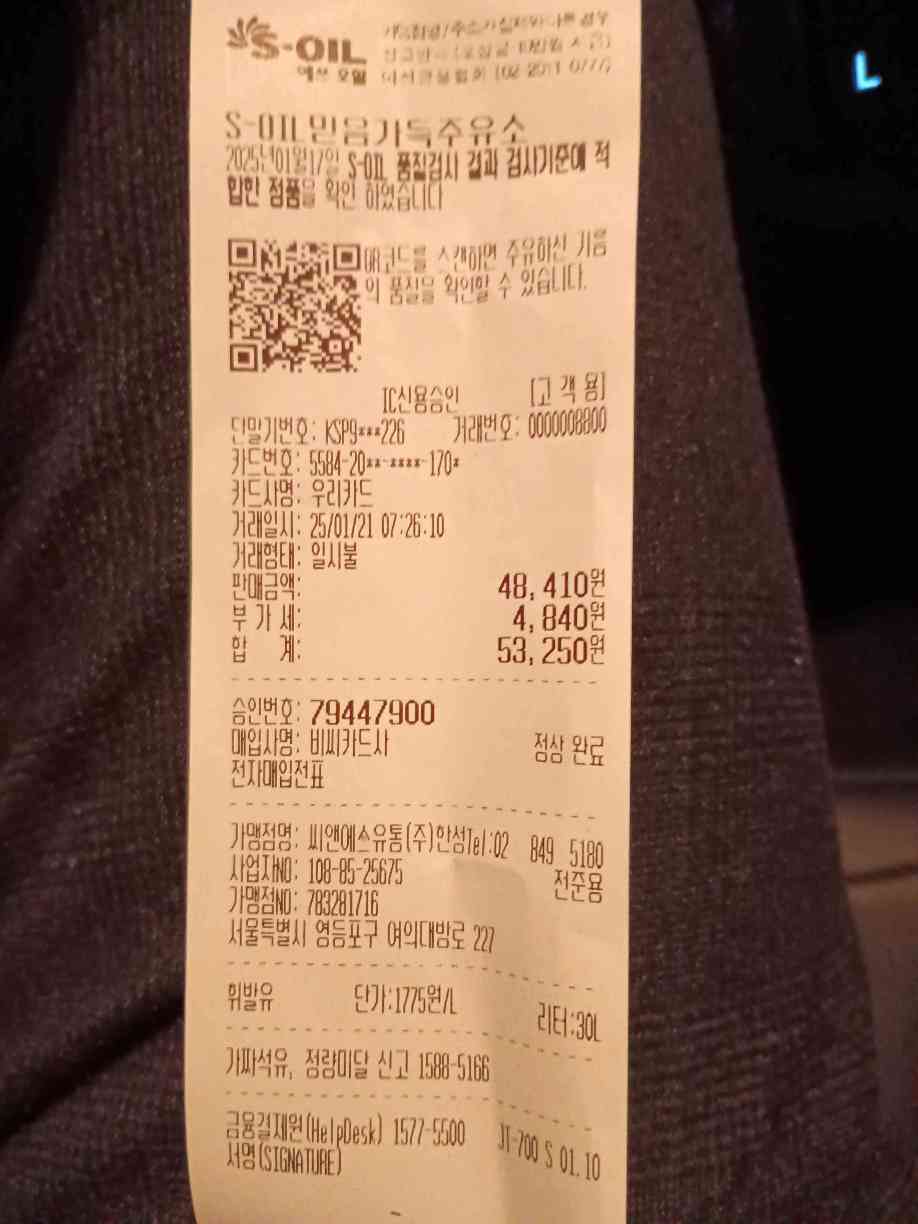 S-OIL
에쓰 오일
S-OIL믿음가득주유소
2025년01월17일 S-OIL 품질검사 결과 검사기준에 적
합한 정품을 확인 하였습니다
QR코드를 스캔하면 주유하신 기름
의 품질을 확인할 수 있습니다.
IC신용승인 [고 객 용]
단말기번호: KSP9***226 거래번호: 0000008800
카드번호: 5584-20**-****-170*
카드사명: 우리카드
거래일시: 25/01/21 07:26:10
거래형태: 일시불
판매금액: 48,410원
부 가 세: 4,840원
합 계: 53,250원
승인번호: 79447900
매입사명: 비씨카드사 정상 완료
전자매입전표
가맹점명: 씨앤에스유통(주)한성Tel:02 849 5180
사업자NO: 108-85-25675 전준용
가맹점NO: 783281716
서울특별시 영등포구 여의대방로 227
휘발유 단가:1775원/L 리터:30L
가짜석유, 정량미달 신고 1588-5166
금융결제원(HelpDesk) 1577-5500 JT-700 S 01.10
서명(SIGNATURE)
L